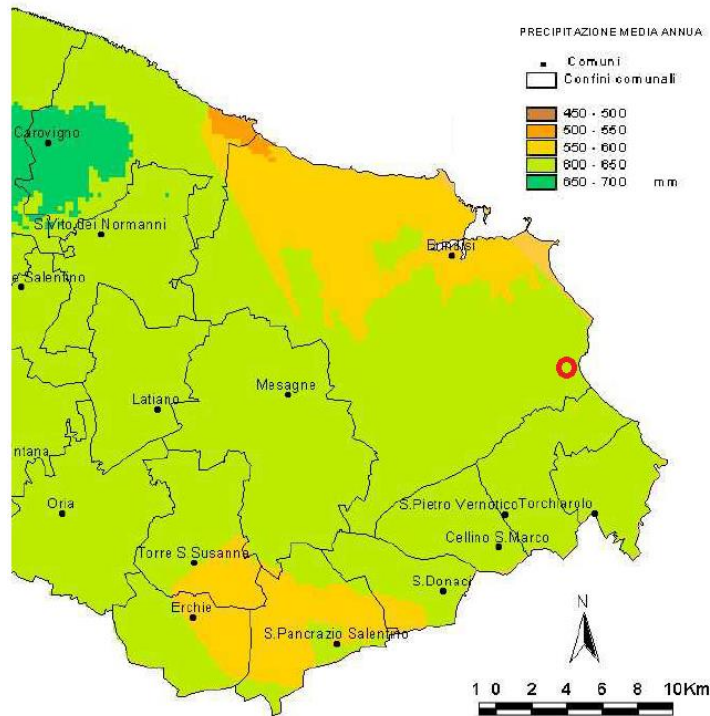 PRECIPITAZIONE MEDIA ANNUA
Comuni
Confini comunali
450 - 500
500 - 550
550 - 600
600 - 650
650 - 700 mm
Carovigno
S.Vito dei Normanni
Brindisi
e Salentino
Mesagne
Latiano
ntana
Oria
S.Pietro Vernotico
Torchiarolo
Cellino S.Marco
Torre S.Susanna
S.Donaci
Erchie
S.Pancrazio Salentino
N
1 0 2 4 6 8 10Km